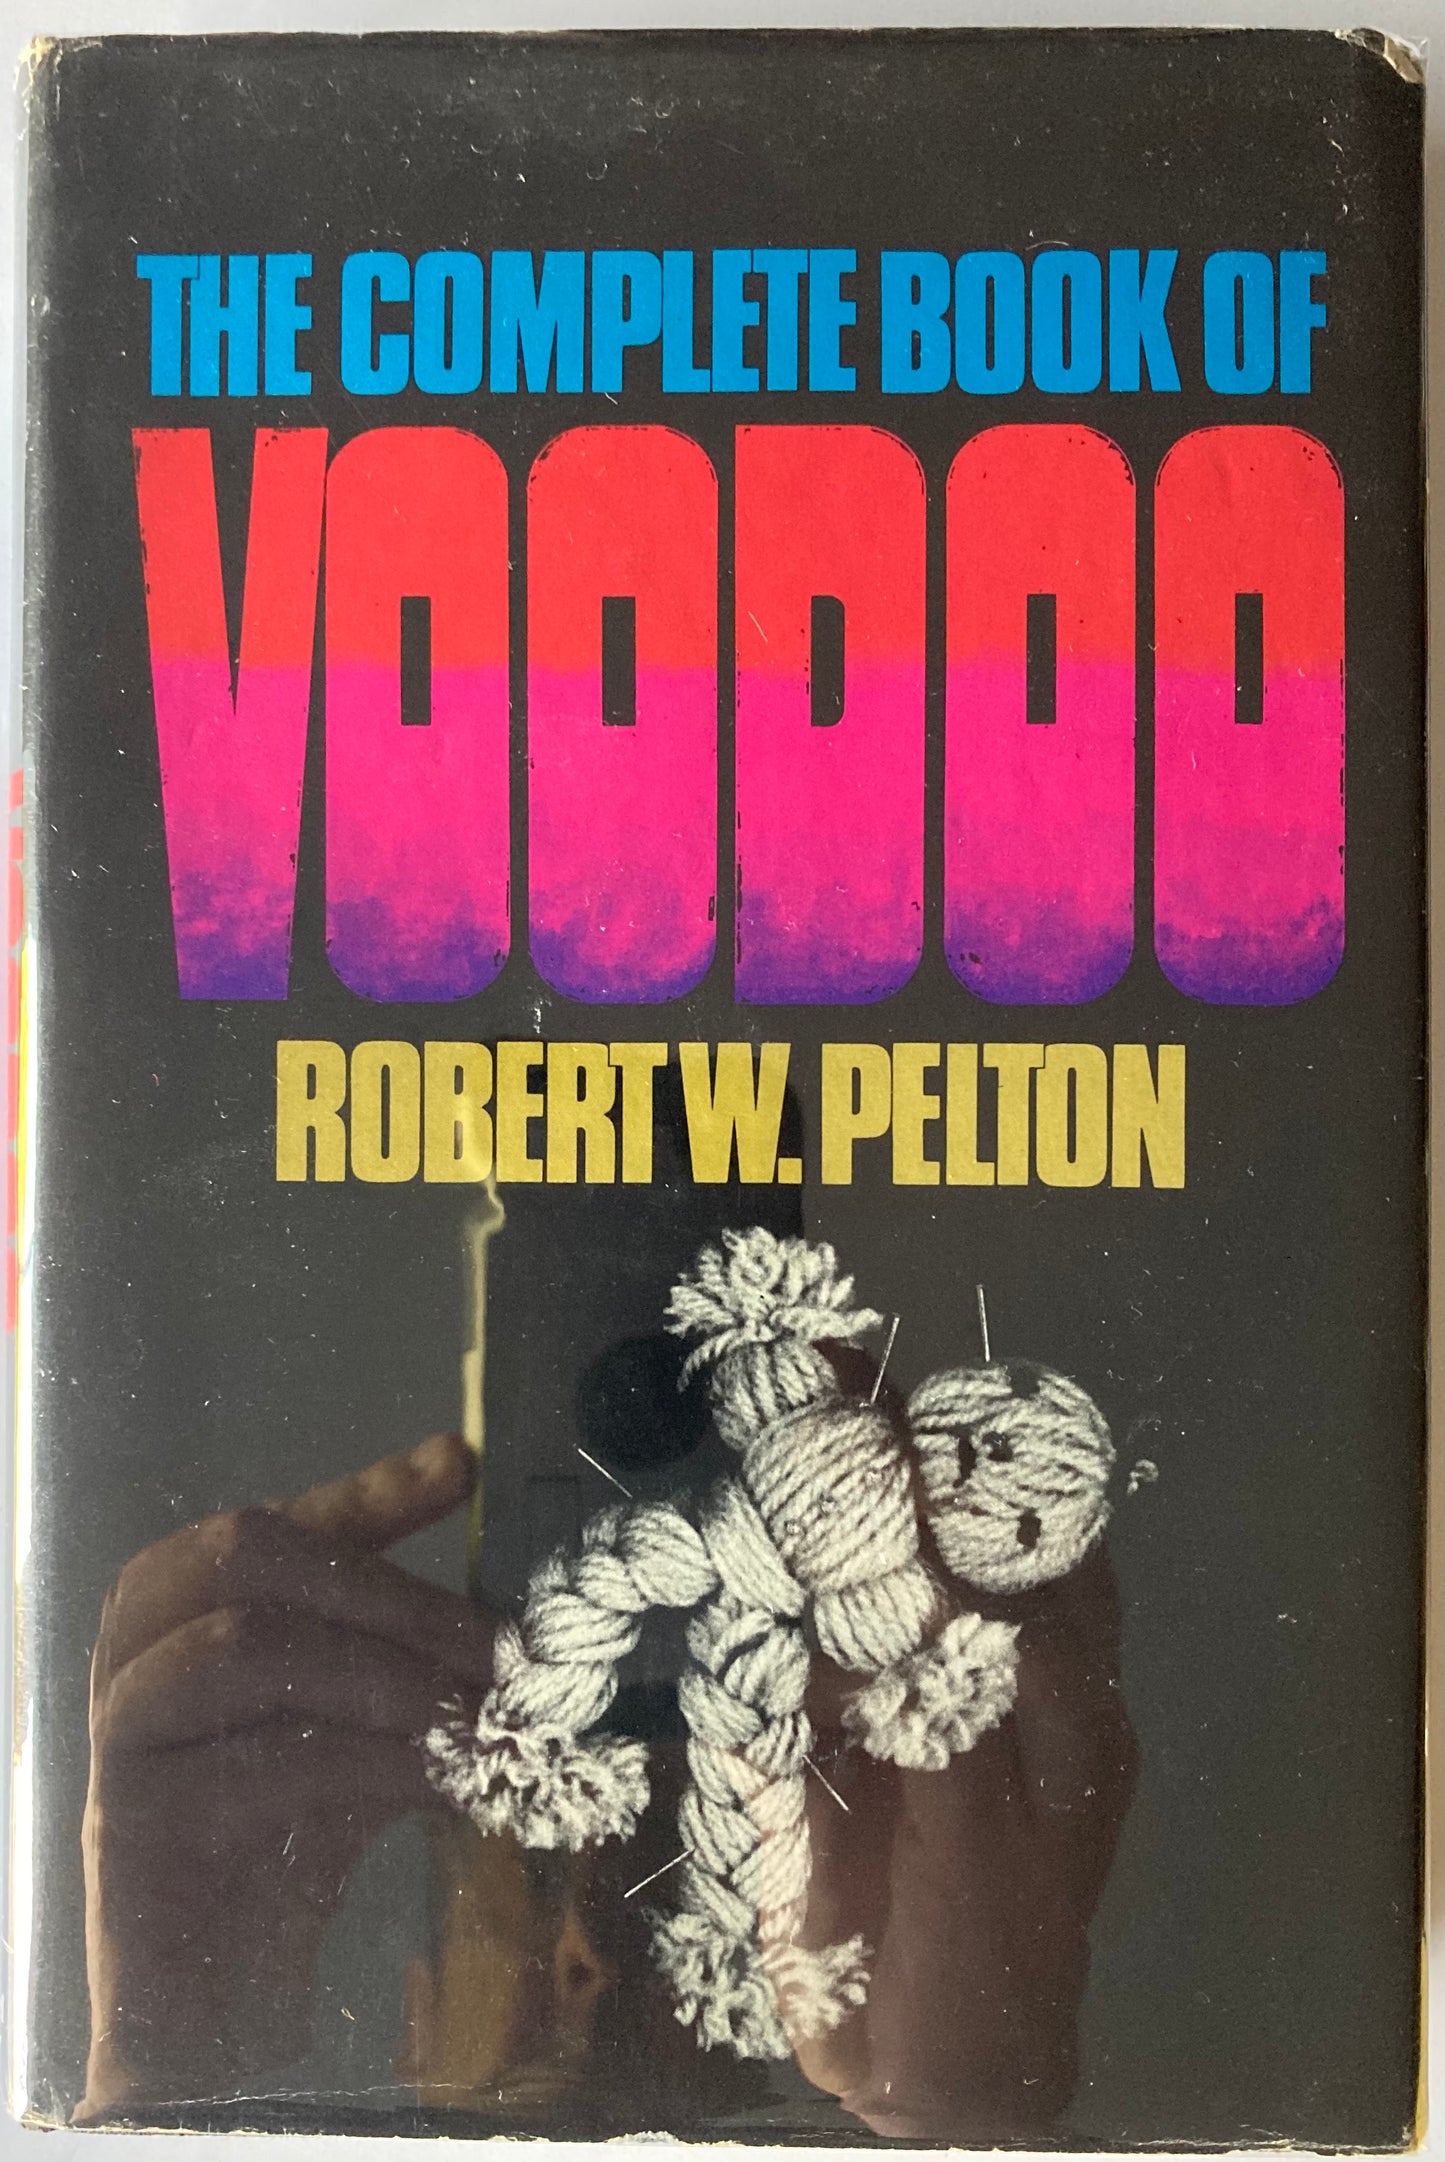 THE COMPLETE BOOK OF
VOODOO
ROBERT W. PELTON